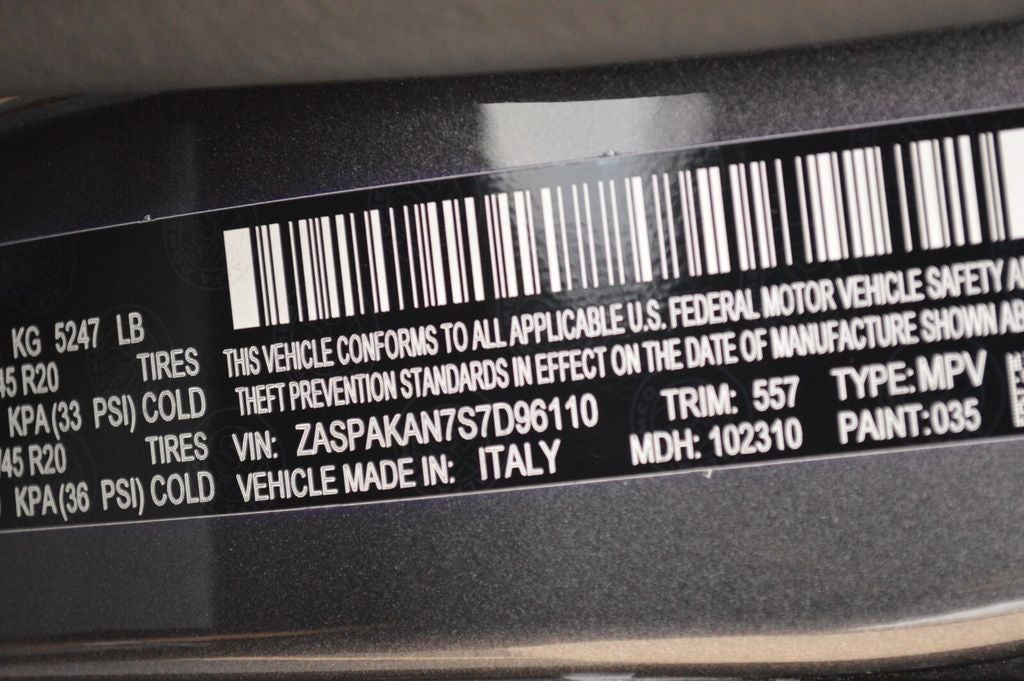 KG 5247 LB
45 R20 TIRES
KPA(33 PSI) COLD
/45 R20 TIRES
KPA(36 PSI) COLD
THIS VEHICLE CONFORMS TO ALL APPLICABLE U.S. FEDERAL MOTOR VEHICLE SAFETY
THEFT PREVENTION STANDARDS IN EFFECT ON THE DATE OF MANUFACTURE SHOWN AB
VIN: ZASPAKAN7S7D96110 TRIM: 557 TYPE: MPV
VEHICLE MADE IN: ITALY MDH: 102310 PAINT:035